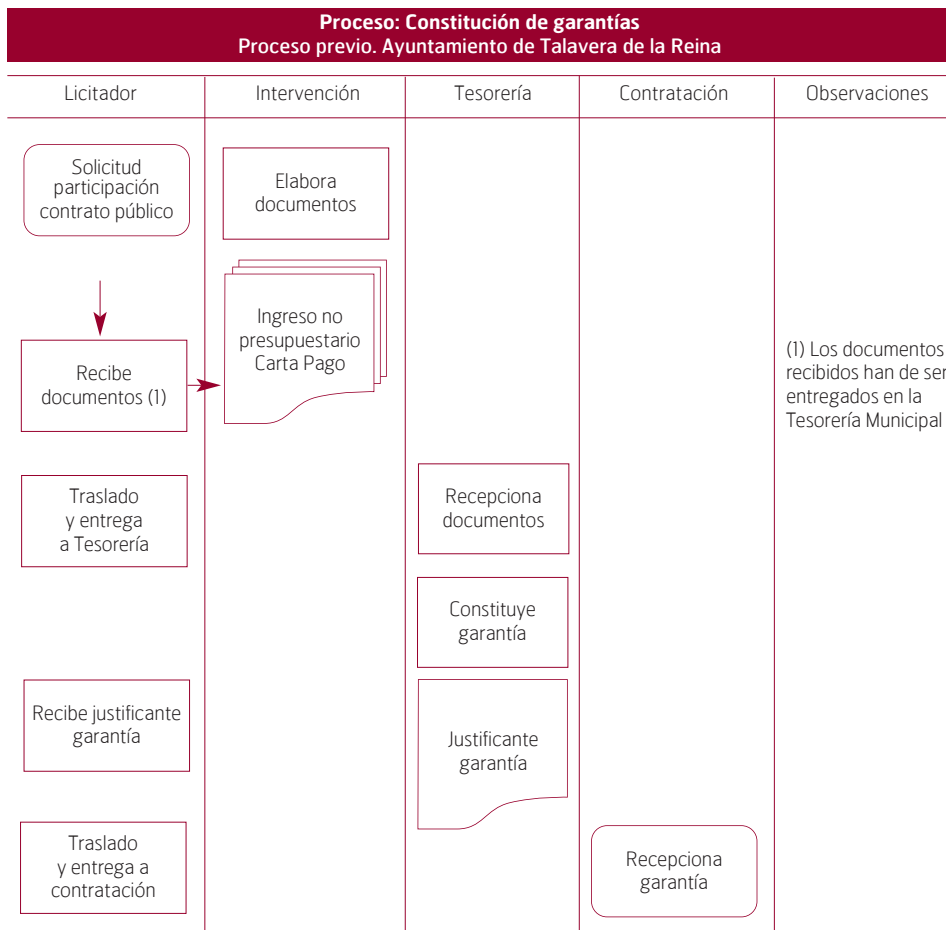 Proceso: Constitución de garantías
Proceso previo. Ayuntamiento de Talavera de la Reina
Licitador
Intervención
Tesorería
Contratación
Observaciones
Solicitud
participación
contrato público
Elabora
documentos
Ingreso no
presupuestario
Carta Pago
Recibe
documentos (1)
(1) Los documentos
recibidos han de ser
entregados en la
Tesorería Municipal
Traslado
y entrega
a Tesorería
Recepciona
documentos
Constituye
garantía
Recibe justificante
garantía
Justificante
garantía
Traslado
y entrega a
contratación
Recepciona
garantía